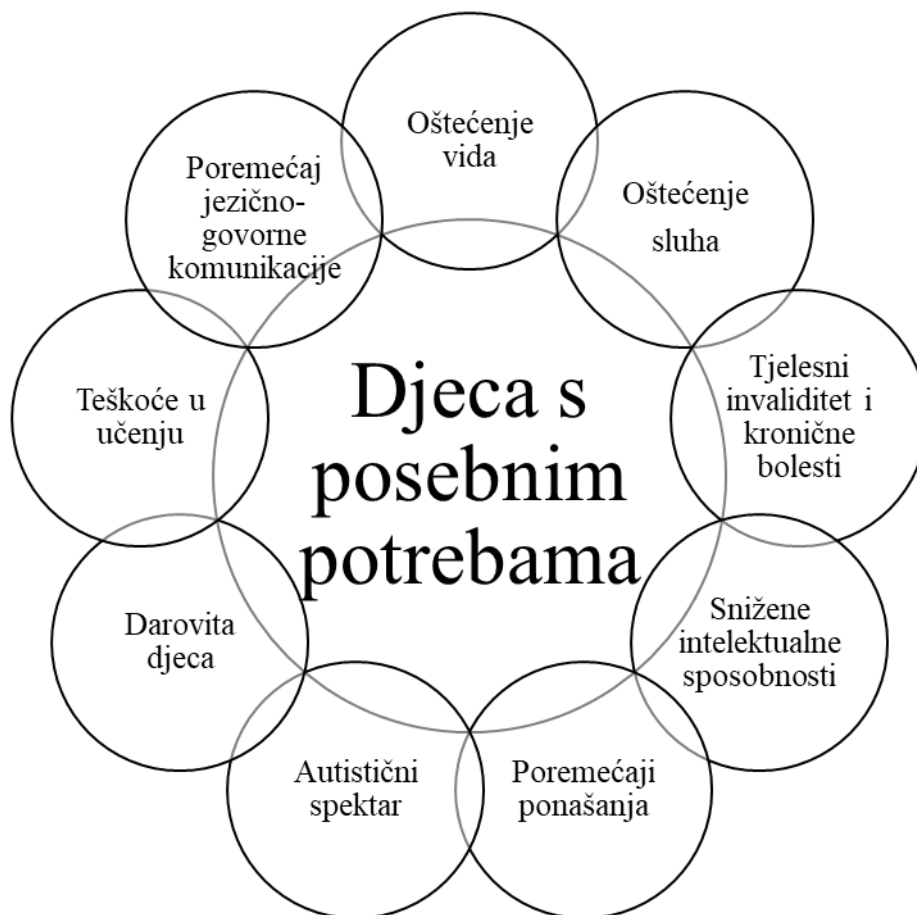 Oštećenje
vida
Oštećenje
sluha
Tjelesni
invaliditet i
kronične
bolesti
Snižene
intelektualne
sposobnosti
Poremećaji
ponašanja
Autistični
spektar
Darovita
djeca
Teškoće u
učenju
Poremećaj
jezično-
govorne
komunikacije
Djeca s
posebnim
potrebama